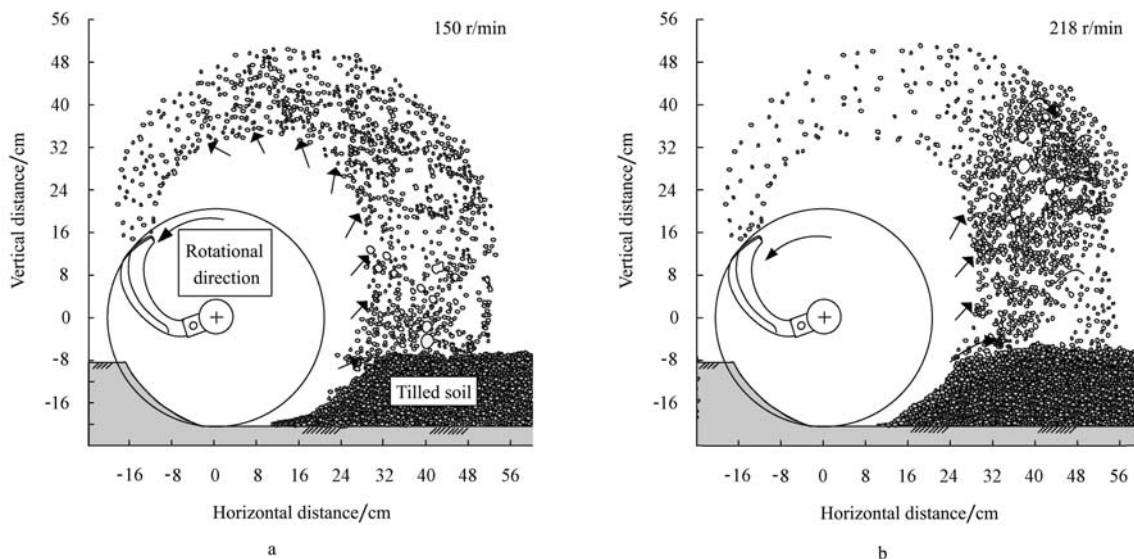 150 r/min
56
48
40
32
24
16
8
0
-8
-16
Vertical distance/cm
Rotational
direction
Tilled soil
-16 -8 0 8 16 24 32 40 48 56
Horizontal distance/cm
a
218 r/min
56
48
40
32
24
16
8
0
-8
-16
Vertical distance/cm
-16 -8 0 8 16 24 32 40 48 56
Horizontal distance/cm
b